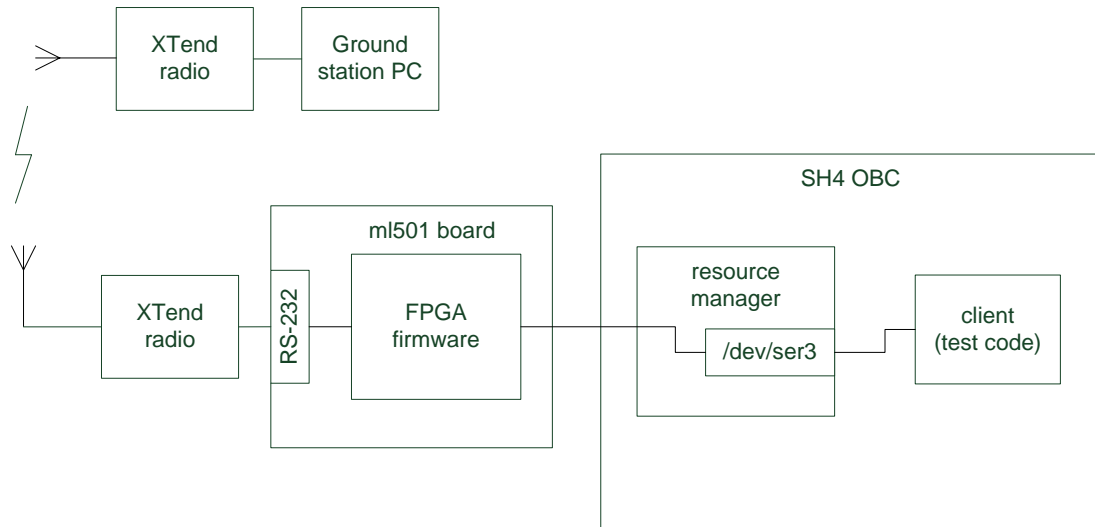 XTend
radio
Ground
station PC
SH4 OBC
ml501 board
XTend
radio
RS-232
FPGA
firmware
resource
manager
/dev/ser3
client
(test code)